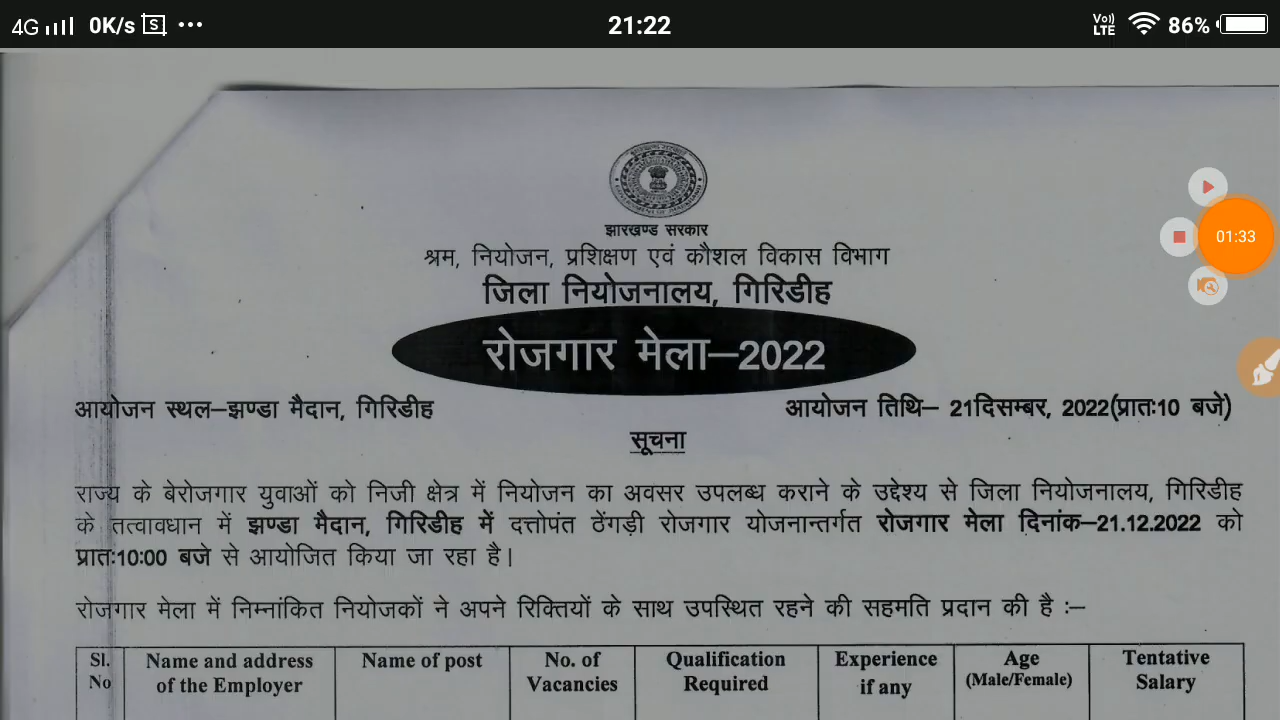 4G 0K/s S ••• 21:22 Vo) LTE 86%
झारखण्ड सरकार
श्रम, नियोजन, प्रशिक्षण एवं कौशल विकास विभाग
जिला नियोजनालय, गिरिडीह
रोजगार मेला–2022
आयोजन स्थल–झण्डा मैदान, गिरिडीह आयोजन तिथि– 21दिसम्बर, 2022(प्रातः10 बजे)
सूचना
01:33
राज्य के बेरोजगार युवाओं को निजी क्षेत्र में नियोजन का अवसर उपलब्ध कराने के उद्देश्य से जिला नियोजनालय, गिरिडीह
के तत्वावधान में झण्डा मैदान, गिरिडीह में दत्तोपंत ठेंगड़ी रोजगार योजनान्तर्गत रोजगार मेला दिनांक–21.12.2022 को
प्रातः10:00 बजे से आयोजित किया जा रहा है।
रोजगार मेला में निम्नांकित नियोजकों ने अपने रिक्तियों के साथ उपस्थित रहने की सहमति प्रदान की है :–
Sl. No
Name and address of the Employer
Name of post
No. of Vacancies
Qualification Required
Experience if any
Age (Male/Female)
Tentative Salary